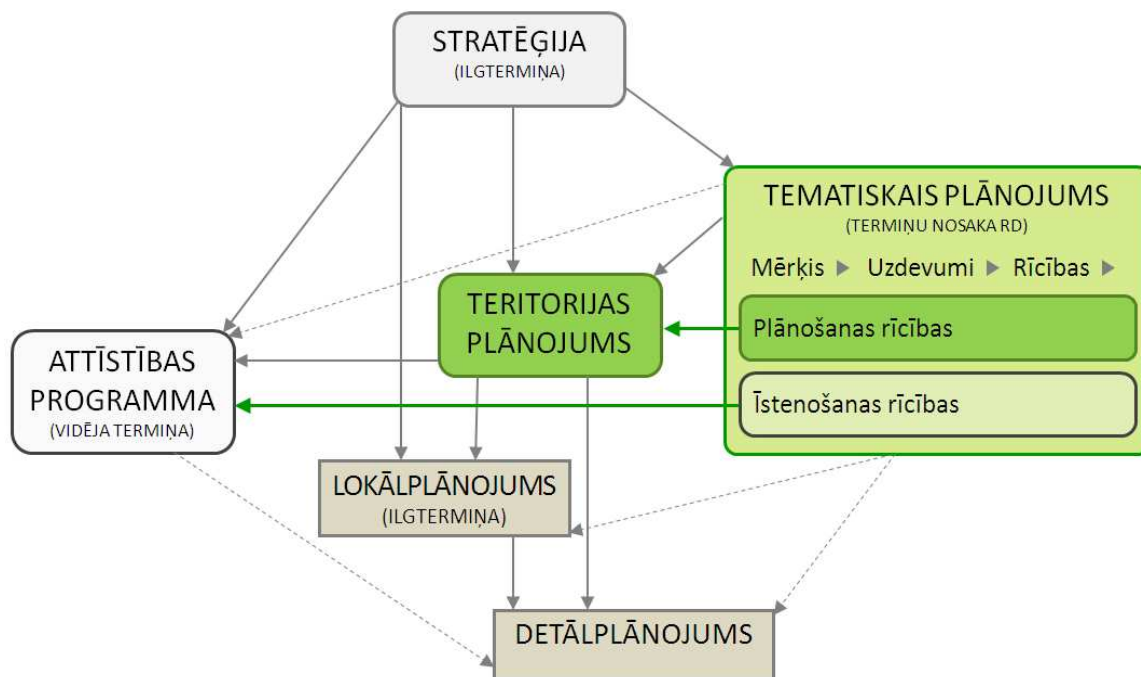 STRATĒĢIJA
(ILGTERMIŅA)
TEMATISKAIS PLĀNOJUMS
(TERMIŅU NOSAKA RD)
Mērķis ▶ Uzdevumi ▶ Rīcības ▶
Plānošanas rīcības
Īstenošanas rīcības
TERITORIJAS
PLĀNOJUMS
ATTĪSTĪBAS
PROGRAMMA
(VIDĒJA TERMIŅA)
LOKĀLPLĀNOJUMS
(ILGTERMIŅA)
DETĀLPLĀNOJUMS